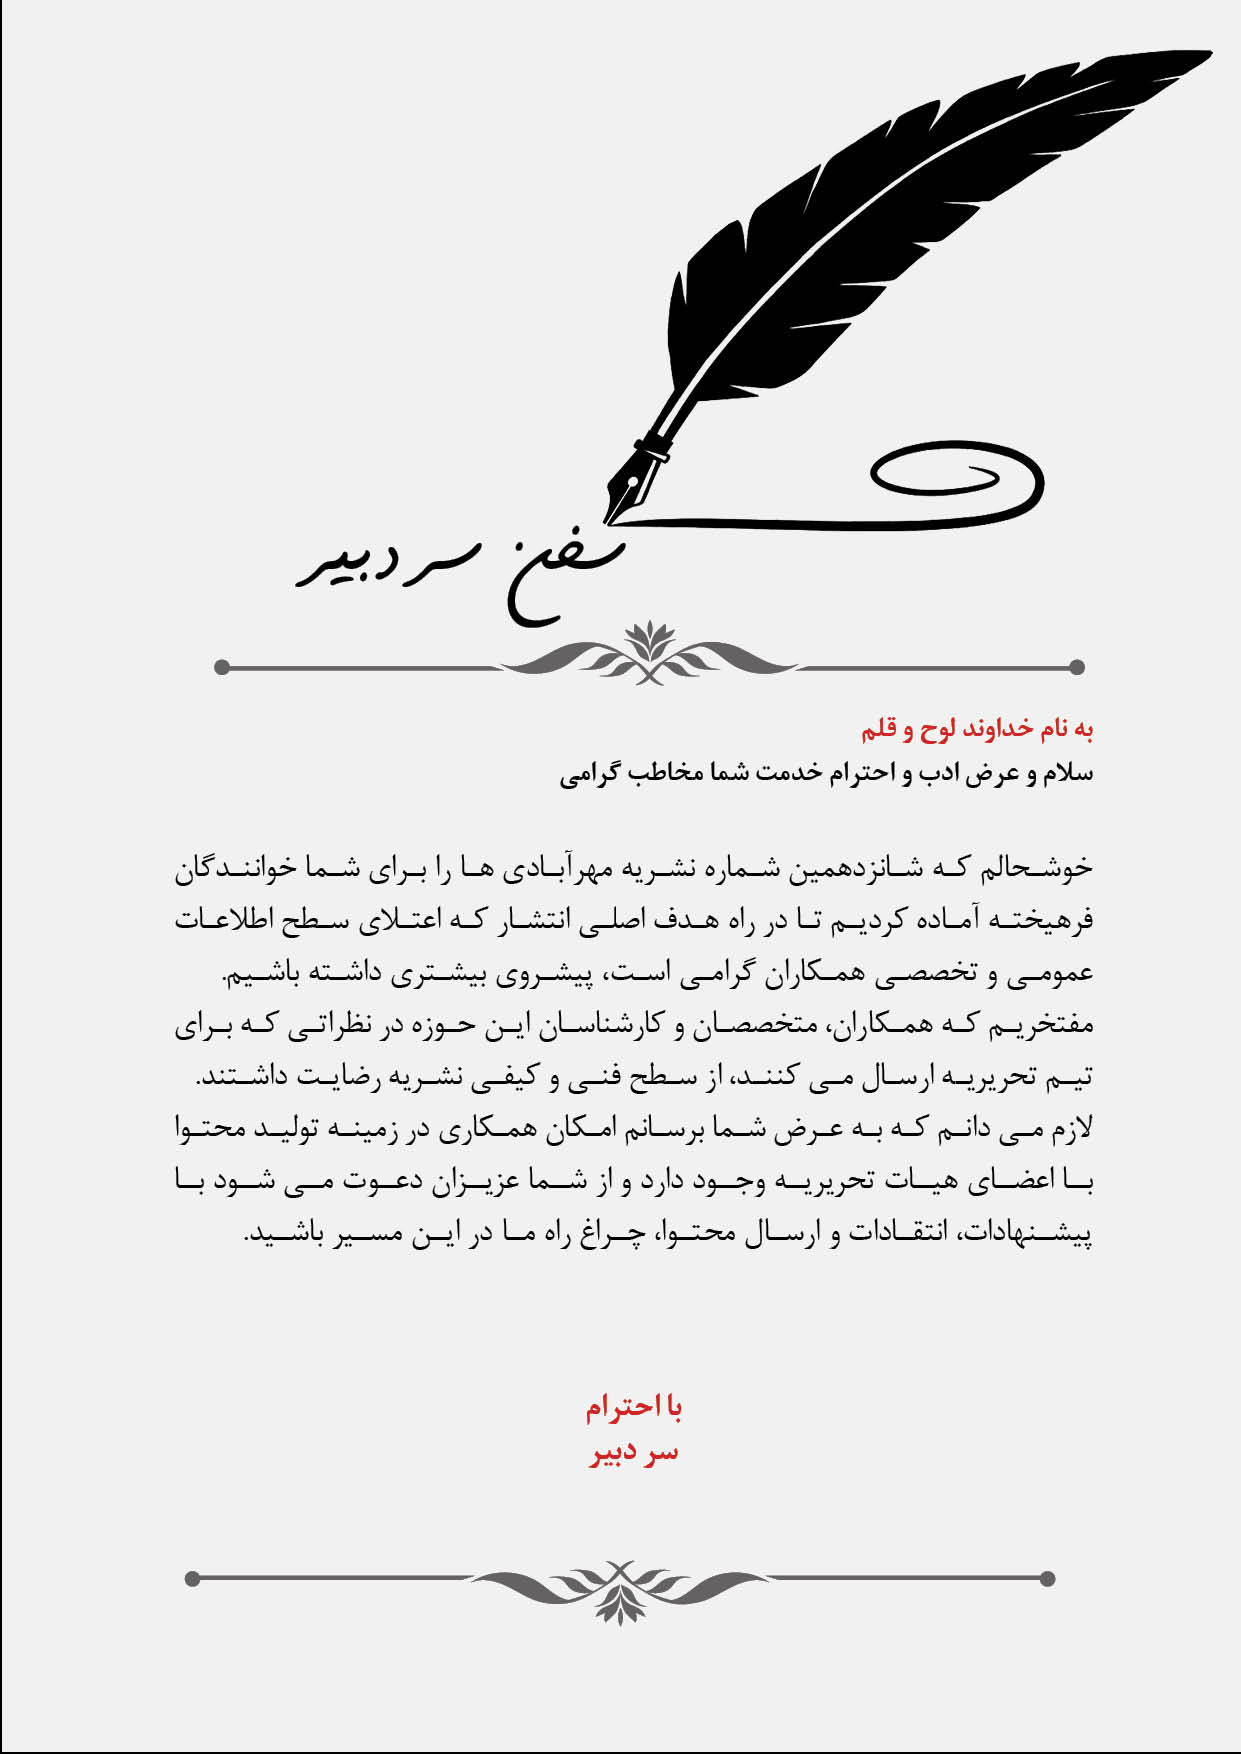 سخن سردبیر
به نام خداوند لوح و قلم
سلام و عرض ادب و احترام خدمت شما مخاطب گرامی
خوشحالم که شانزدهمین شماره نشریه مهرآبادی ها را برای شما خوانندگان
فرهیخته آماده کردیم تا در راه هدف اصلی انتشار که اعتلای سطح اطلاعات
عمومی و تخصصی همکاران گرامی است، پیشروی بیشتری داشته باشیم.
مفتخریم که همکاران، متخصصان و کارشناسان این حوزه در نظراتی که برای
تیم تحریریه ارسال می کنند، از سطح فنی و کیفی نشریه رضایت داشتند.
لازم می دانم که به عرض شما برسانم امکان همکاری در زمینه تولید محتوا
با اعضای هیات تحریریه وجود دارد و از شما عزیزان دعوت می شود با
پیشنهادات، انتقادات و ارسال محتوا، چراغ راه ما در این مسیر باشید.
با احترام
سر دبیر